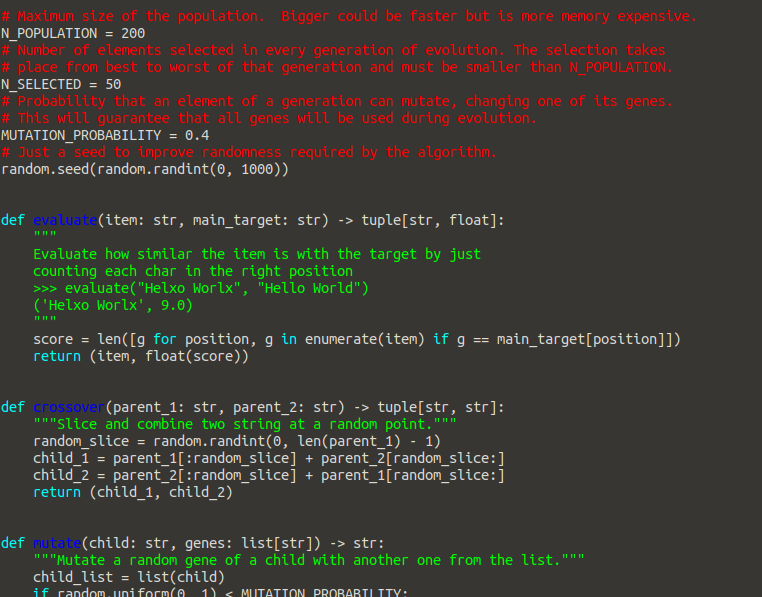 # Maximum size of the population.  Bigger could be faster but is more memory expensive.
N_POPULATION = 200
# Number of elements selected in every generation of evolution. The selection takes
# place from best to worst of that generation and must be smaller than N_POPULATION.
N_SELECTED = 50
# Probability that an element of a generation can mutate, changing one of its genes.
# This will guarantee that all genes will be used during evolution.
MUTATION_PROBABILITY = 0.4
# Just a seed to improve randomness required by the algorithm.
random.seed(random.randint(0, 1000))
def evaluate(item: str, main_target: str) -> tuple[str, float]:
    """
    Evaluate how similar the item is with the target by just
    counting each char in the right position
    >>> evaluate("Helxo Worlx", "Hello World")
    ('Helxo Worlx', 9.0)
    """
    score = len([g for position, g in enumerate(item) if g == main_target[position]])
    return (item, float(score))
def crossover(parent_1: str, parent_2: str) -> tuple[str, str]:
    """Slice and combine two string at a random point."""
    random_slice = random.randint(0, len(parent_1) - 1)
    child_1 = parent_1[:random_slice] + parent_2[random_slice:]
    child_2 = parent_2[:random_slice] + parent_1[random_slice:]
    return (child_1, child_2)
def mutate(child: str, genes: list[str]) -> str:
    """Mutate a random gene of a child with another one from the list."""
    child_list = list(child)
    if random.uniform(0, 1) < MUTATION_PROBABILITY: